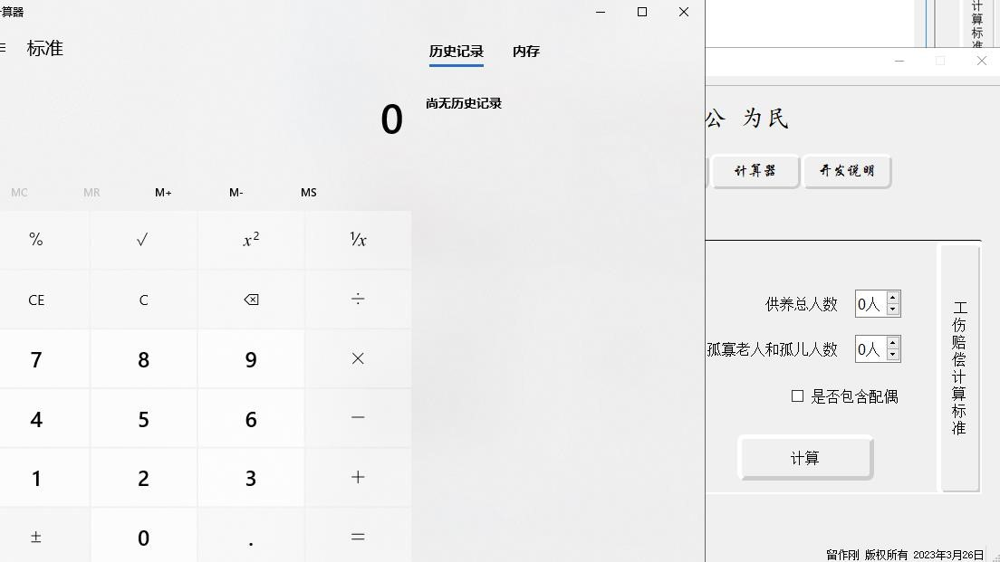 算器
标准
历史记录 内存
尚无历史记录
0
MC MR M+ M- MS
% √ x² ¹⁄x
CE C ÷
7 8 9 ×
4 5 6 −
1 2 3 +
± 0 . =
计算标准
公 为民
计算器 开发说明
供养总人数 0人
孤寡老人和孤儿人数 0人
是否包含配偶
计算
工伤赔偿计算标准
留作刚 版权所有 2023年3月26日